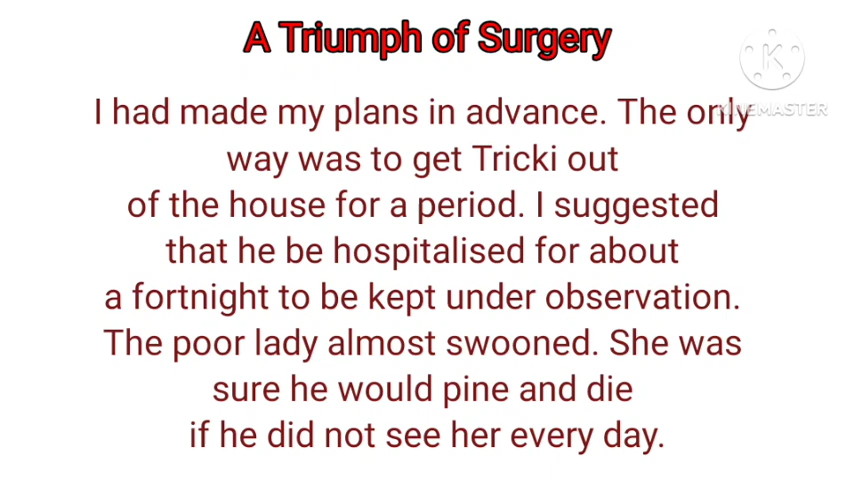 A Triumph of Surgery
KINEMASTER
I had made my plans in advance. The only
way was to get Tricki out
of the house for a period. I suggested
that he be hospitalised for about
a fortnight to be kept under observation.
The poor lady almost swooned. She was
sure he would pine and die
if he did not see her every day.